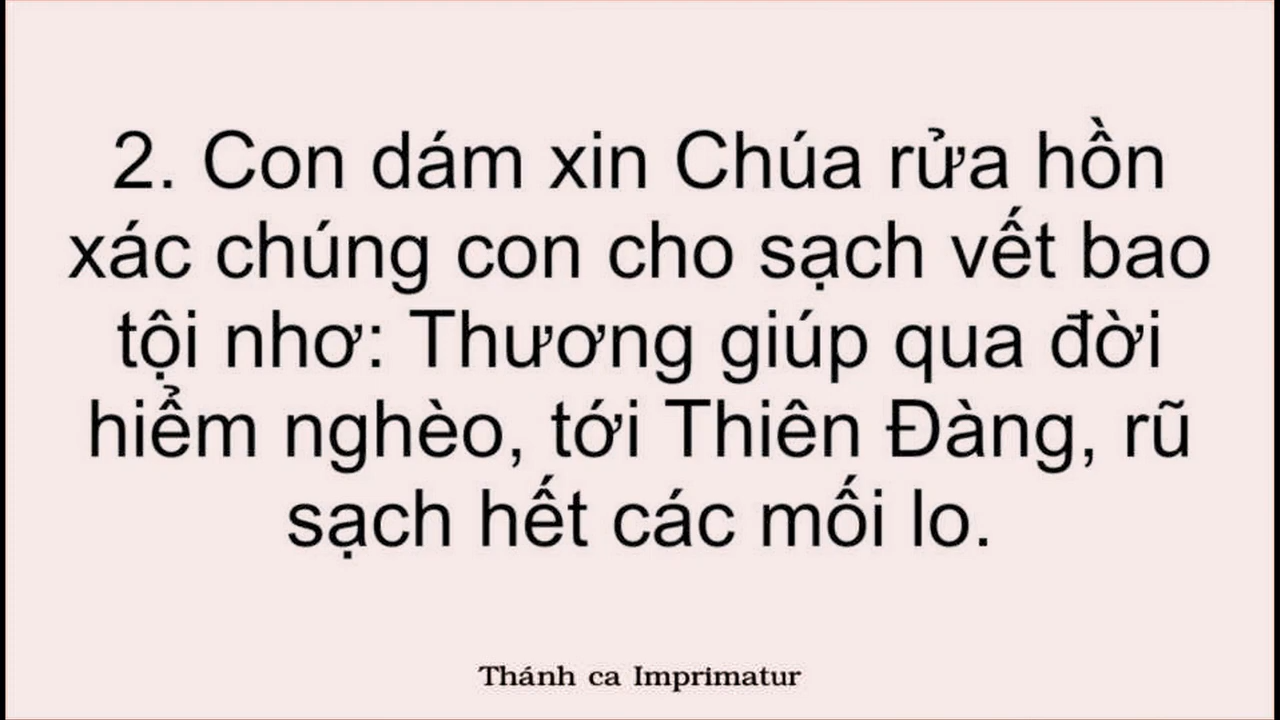 2. Con dám xin Chúa rửa hồn
xác chúng con cho sạch vết bao
tội nhơ: Thương giúp qua đời
hiểm nghèo, tới Thiên Đàng, rũ
sạch hết các mối lo.
Thánh ca Imprimatur